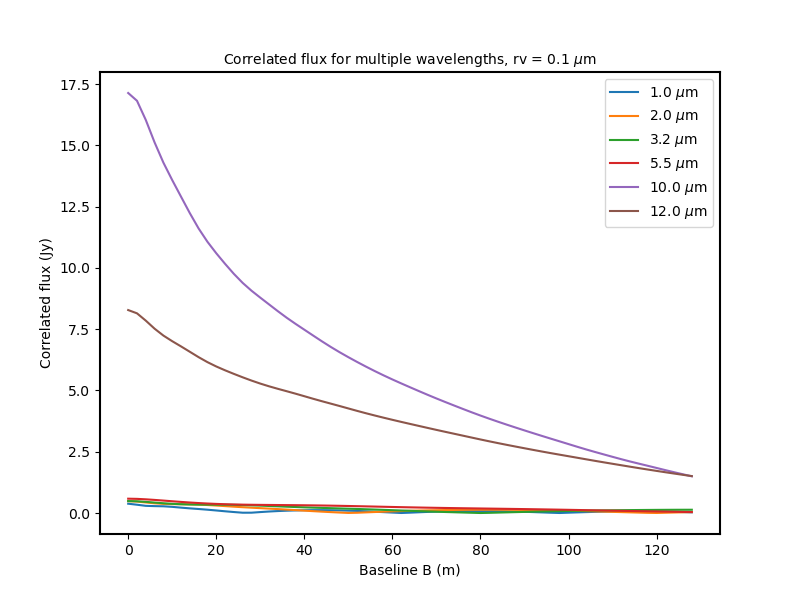 Correlated flux for multiple wavelengths, rv = 0.1 μm
17.5
15.0
12.5
10.0
7.5
5.0
2.5
0.0
Correlated flux (Jy)
1.0 μm
2.0 μm
3.2 μm
5.5 μm
10.0 μm
12.0 μm
0 20 40 60 80 100 120
Baseline B (m)